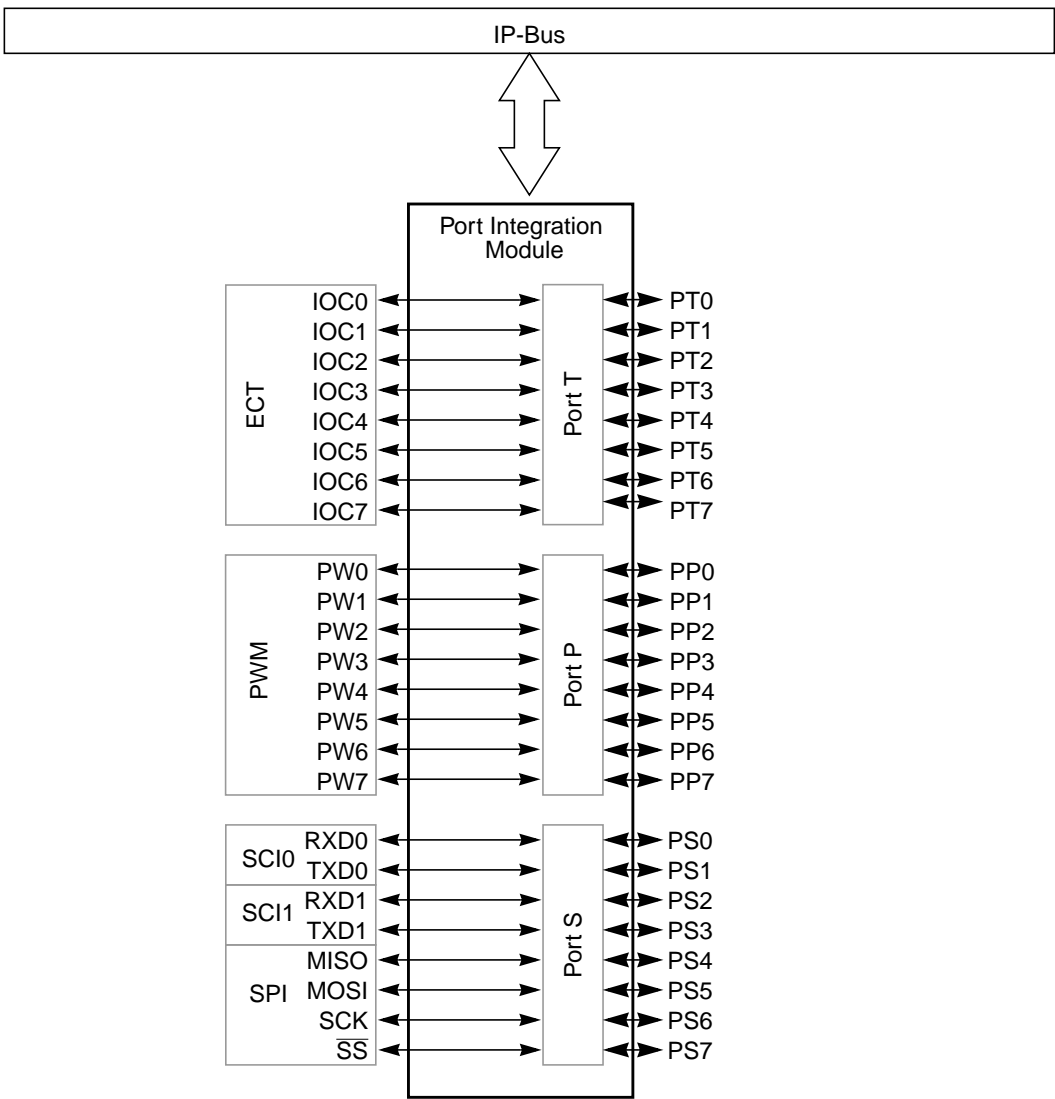 IP-Bus
Port Integration
Module
IOC0 PT0
IOC1 PT1
IOC2 PT2
IOC3 PT3
IOC4 PT4
IOC5 PT5
IOC6 PT6
IOC7 PT7
ECT
Port T
PW0 PP0
PW1 PP1
PW2 PP2
PW3 PP3
PW4 PP4
PW5 PP5
PW6 PP6
PW7 PP7
PWM
Port P
SCI0
RXD0 PS0
TXD0 PS1
SCI1
RXD1 PS2
TXD1 PS3
SPI
MISO PS4
MOSI PS5
SCK PS6
S̅S̅ PS7
Port S